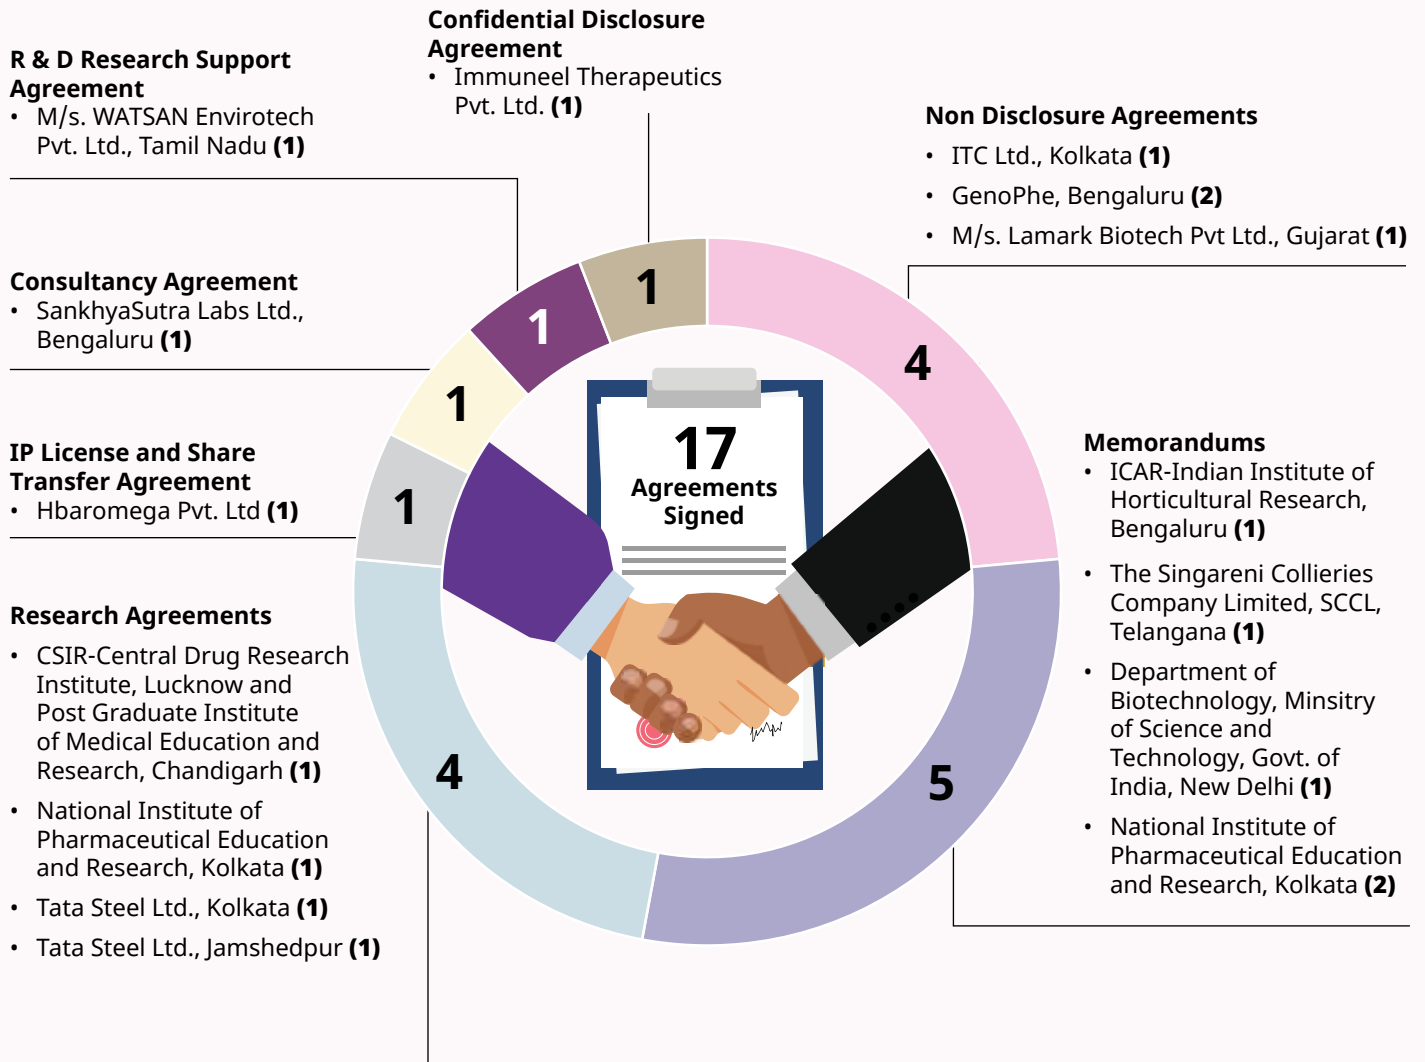 Confidential Disclosure
Agreement
• Immuneel Therapeutics
Pvt. Ltd. (1)
R & D Research Support
Agreement
• M/s. WATSAN Envirotech
Pvt. Ltd., Tamil Nadu (1)
Non Disclosure Agreements
• ITC Ltd., Kolkata (1)
• GenoPhe, Bengaluru (2)
• M/s. Lamark Biotech Pvt Ltd., Gujarat (1)
Consultancy Agreement
• SankhyaSutra Labs Ltd.,
Bengaluru (1)
IP License and Share
Transfer Agreement
• Hbaromega Pvt. Ltd (1)
Research Agreements
• CSIR-Central Drug Research
Institute, Lucknow and
Post Graduate Institute
of Medical Education and
Research, Chandigarh (1)
• National Institute of
Pharmaceutical Education
and Research, Kolkata (1)
• Tata Steel Ltd., Kolkata (1)
• Tata Steel Ltd., Jamshedpur (1)
Memorandums
• ICAR-Indian Institute of
Horticultural Research,
Bengaluru (1)
• The Singareni Collieries
Company Limited, SCCL,
Telangana (1)
• Department of
Biotechnology, Minsitry
of Science and
Technology, Govt. of
India, New Delhi (1)
• National Institute of
Pharmaceutical Education
and Research, Kolkata (2)
1
1
1
1
4
4
5
17
Agreements
Signed